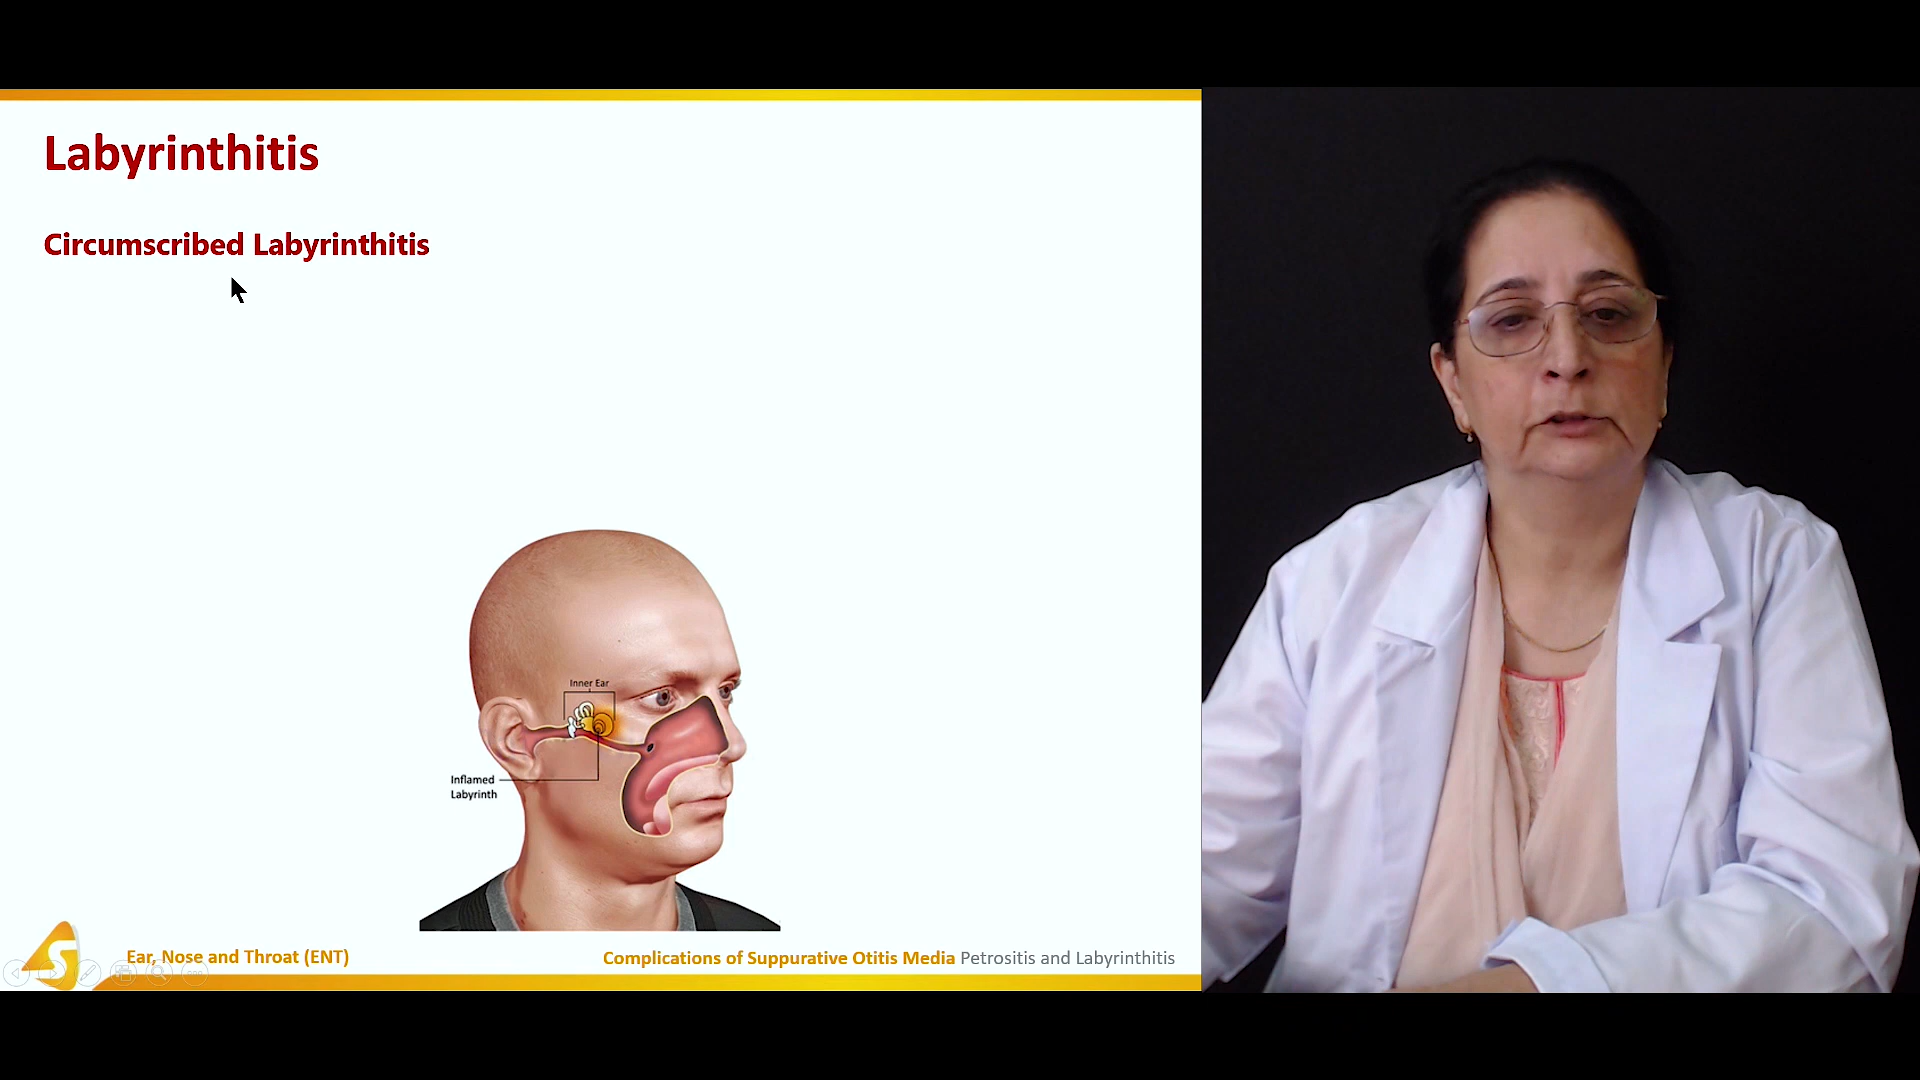 Labyrinthitis
Circumscribed Labyrinthitis
Inner Ear
Inflamed
Labyrinth
Ear, Nose and Throat (ENT)
Complications of Suppurative Otitis Media Petrositis and Labyrinthitis